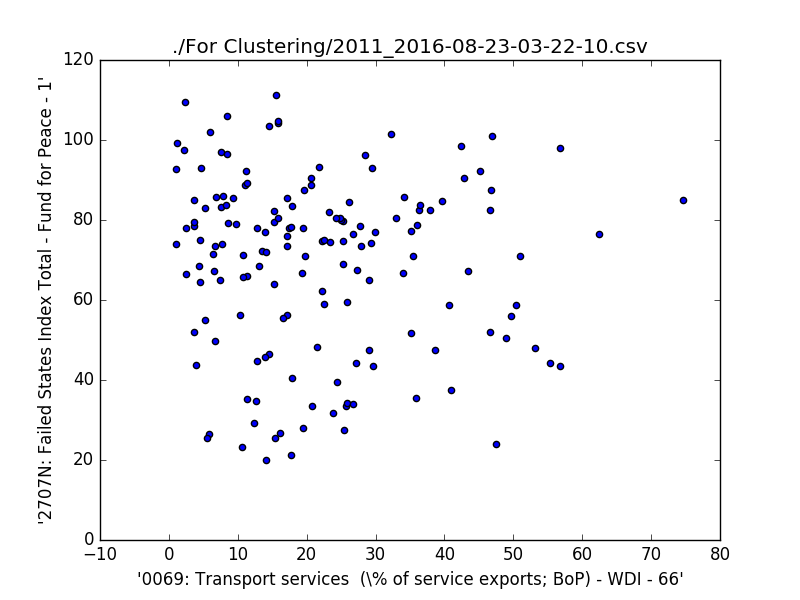 ./For Clustering/2011_2016-08-23-03-22-10.csv
120
100
80
60
40
20
0
'2707N: Failed States Index Total - Fund for Peace - 1'
−10 0 10 20 30 40 50 60 70 80
'0069: Transport services  (\% of service exports; BoP) - WDI - 66'